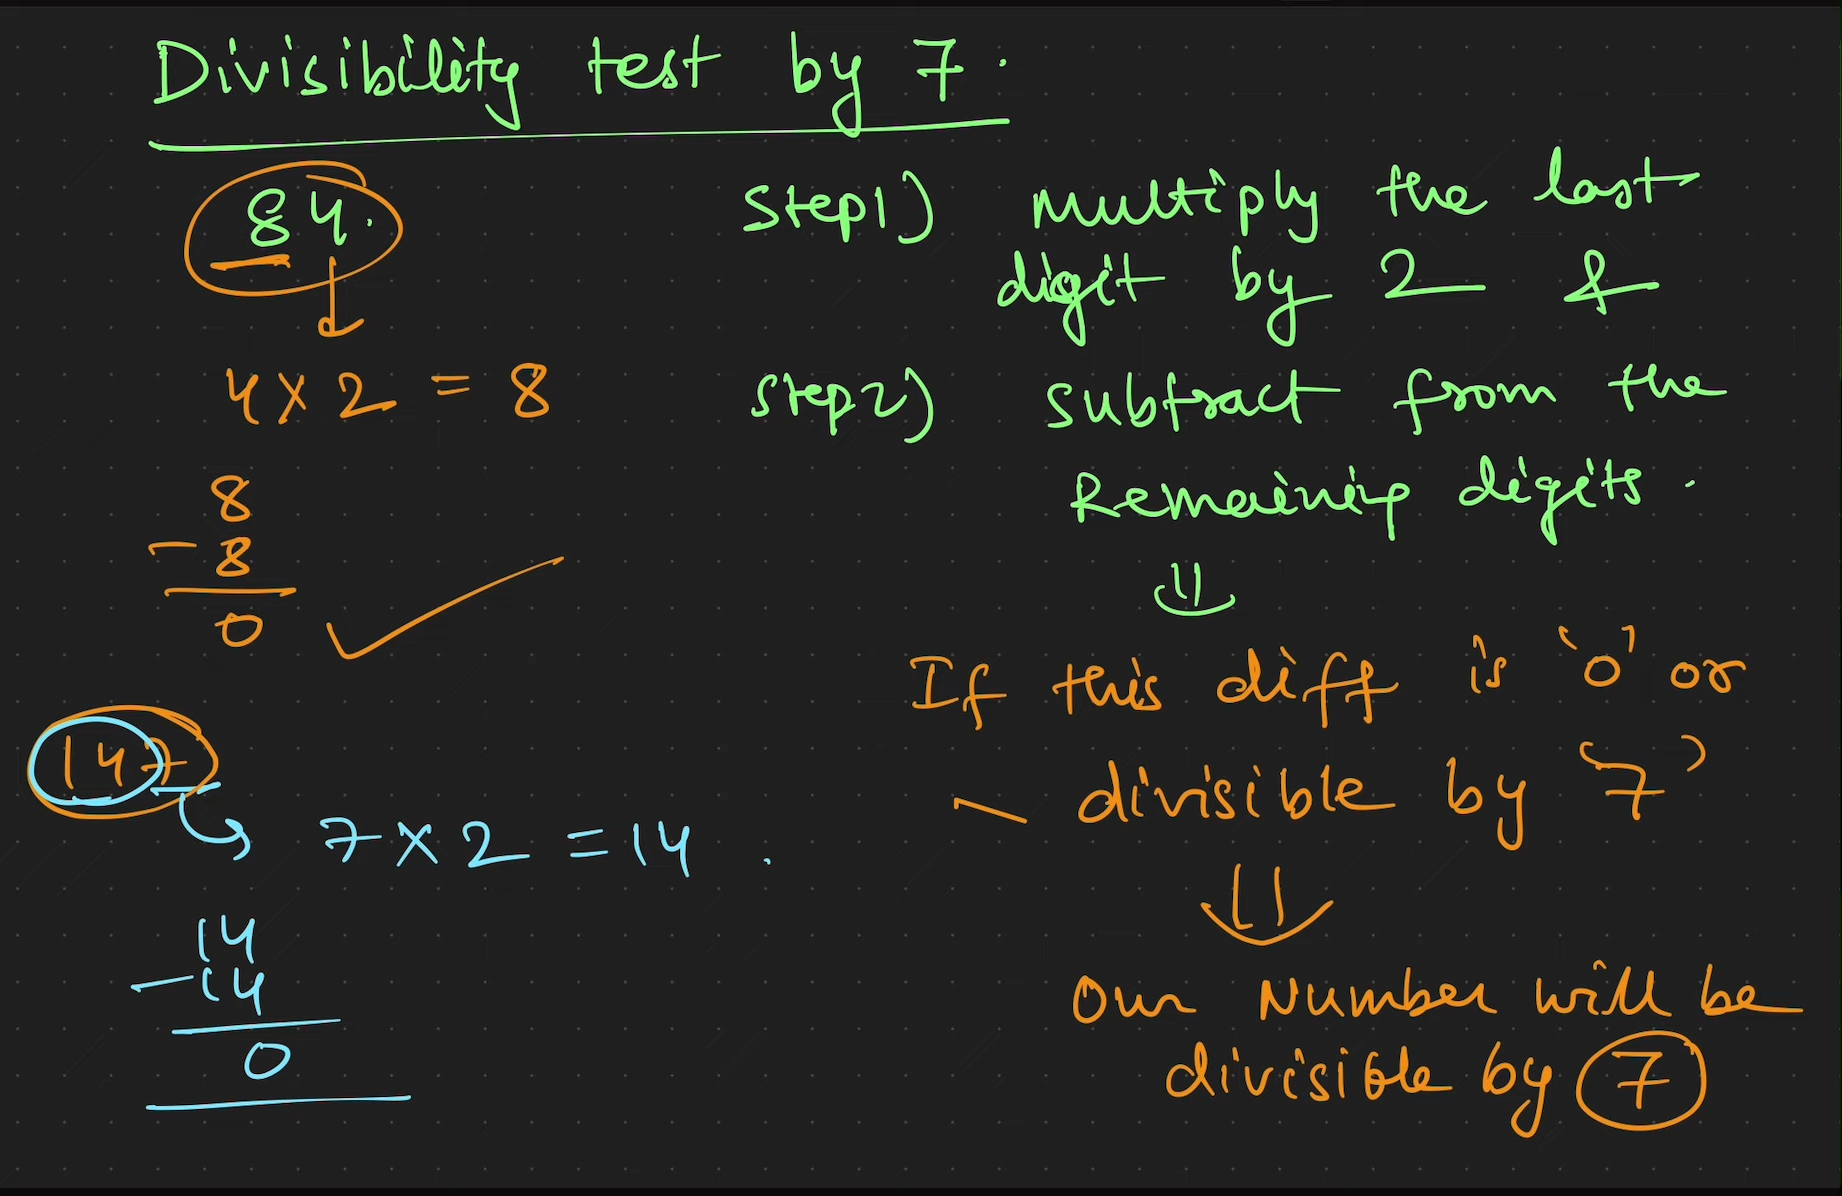 Divisibility test by 7.
84.
4 × 2 = 8
8
- 8
0
147
7 × 2 = 14 .
14
- 14
0
Step1) Multiply the last
digit by 2 &
Step2) Subtract from the
Remaining digits.
⇓
If this diff is '0' or
- divisible by '7'
⇓
Our Number will be
divisible by 7